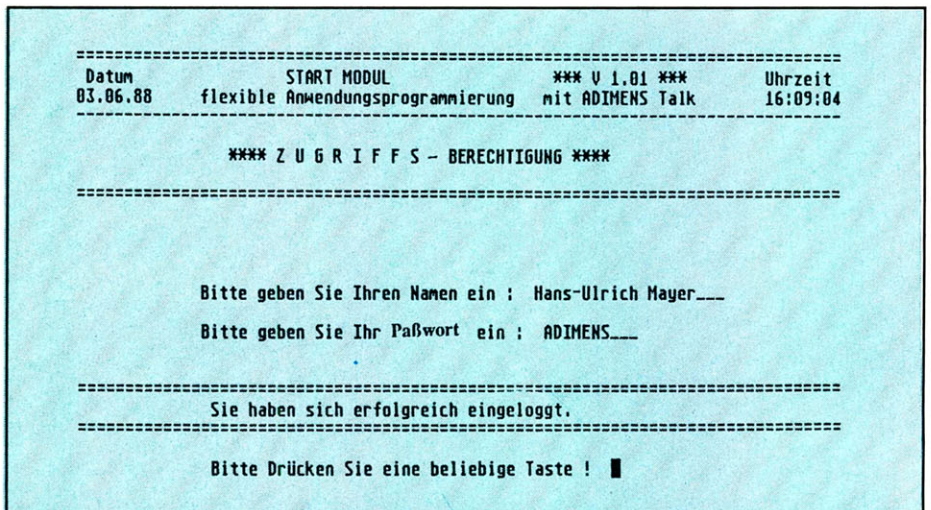 Datum START MODUL *** V 1.01 *** Uhrzeit
03.06.88 flexible Anwendungsprogrammierung mit ADIMENS Talk 16:09:04
**** Z U G R I F F S - BERECHTIGUNG ****
Bitte geben Sie Ihren Namen ein : Hans-Ulrich Mayer___
Bitte geben Sie Ihr Paßwort ein : ADIMENS___
Sie haben sich erfolgreich eingeloggt.
Bitte Drücken Sie eine beliebige Taste !